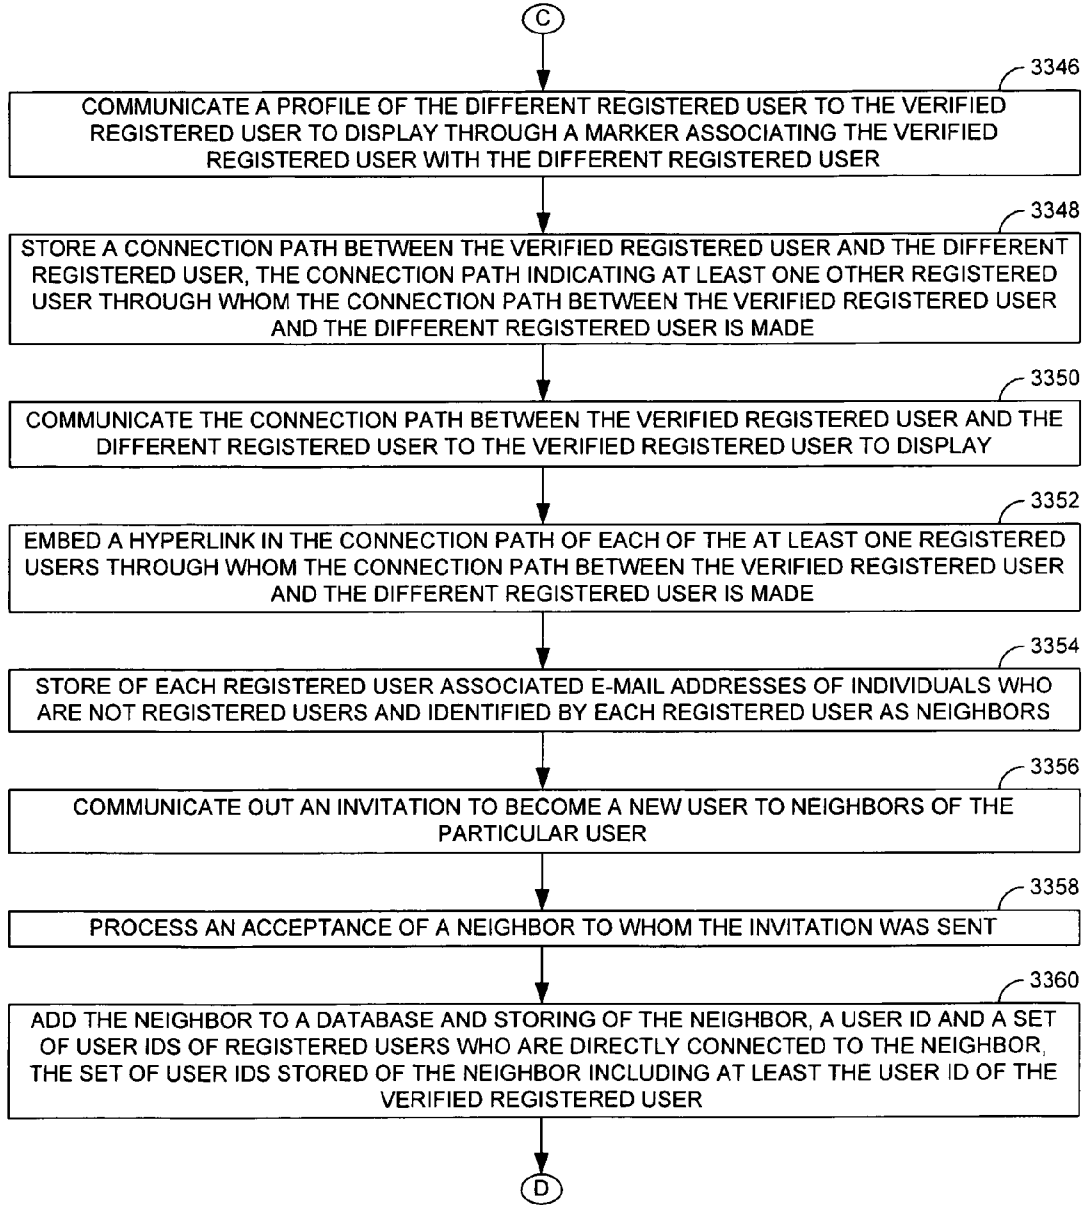 C
3346
COMMUNICATE A PROFILE OF THE DIFFERENT REGISTERED USER TO THE VERIFIED
REGISTERED USER TO DISPLAY THROUGH A MARKER ASSOCIATING THE VERIFIED
REGISTERED USER WITH THE DIFFERENT REGISTERED USER
3348
STORE A CONNECTION PATH BETWEEN THE VERIFIED REGISTERED USER AND THE DIFFERENT
REGISTERED USER, THE CONNECTION PATH INDICATING AT LEAST ONE OTHER REGISTERED
USER THROUGH WHOM THE CONNECTION PATH BETWEEN THE VERIFIED REGISTERED USER
AND THE DIFFERENT REGISTERED USER IS MADE
3350
COMMUNICATE THE CONNECTION PATH BETWEEN THE VERIFIED REGISTERED USER AND THE
DIFFERENT REGISTERED USER TO THE VERIFIED REGISTERED USER TO DISPLAY
3352
EMBED A HYPERLINK IN THE CONNECTION PATH OF EACH OF THE AT LEAST ONE REGISTERED
USERS THROUGH WHOM THE CONNECTION PATH BETWEEN THE VERIFIED REGISTERED USER
AND THE DIFFERENT REGISTERED USER IS MADE
3354
STORE OF EACH REGISTERED USER ASSOCIATED E-MAIL ADDRESSES OF INDIVIDUALS WHO
ARE NOT REGISTERED USERS AND IDENTIFIED BY EACH REGISTERED USER AS NEIGHBORS
3356
COMMUNICATE OUT AN INVITATION TO BECOME A NEW USER TO NEIGHBORS OF THE
PARTICULAR USER
3358
PROCESS AN ACCEPTANCE OF A NEIGHBOR TO WHOM THE INVITATION WAS SENT
3360
ADD THE NEIGHBOR TO A DATABASE AND STORING OF THE NEIGHBOR, A USER ID AND A SET
OF USER IDS OF REGISTERED USERS WHO ARE DIRECTLY CONNECTED TO THE NEIGHBOR,
THE SET OF USER IDS STORED OF THE NEIGHBOR INCLUDING AT LEAST THE USER ID OF THE
VERIFIED REGISTERED USER
D